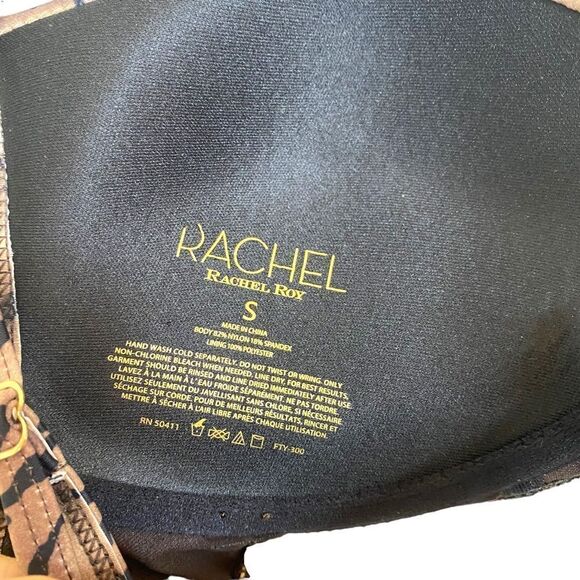 RACHEL
RACHEL ROY
S
MADE IN CHINA
BODY 82% NYLON 18% SPANDEX
LINING 100% POLYESTER
HAND WASH COLD SEPARATELY. DO NOT TWIST OR WRING. ONLY
NON-CHLORINE BLEACH WHEN NEEDED. LINE DRY. FOR BEST RESULTS,
GARMENT SHOULD BE RINSED AND LINE DRIED IMMEDIATELY AFTER USE.
LAVEZ À LA MAIN À L'EAU FROIDE SÉPARÉMENT. NE PAS TORDRE.
UTILISEZ SEULEMENT DU JAVELLISANT SANS CHLORE, SI NÉCESSAIRE
SÉCHAGE SUR CORDE. POUR DE MEILLEURS RÉSULTATS, RINCER ET
METTRE À SÉCHER À L'AIR LIBRE APRÈS CHAQUE UTILISATION.
RN 50411 FTY-300